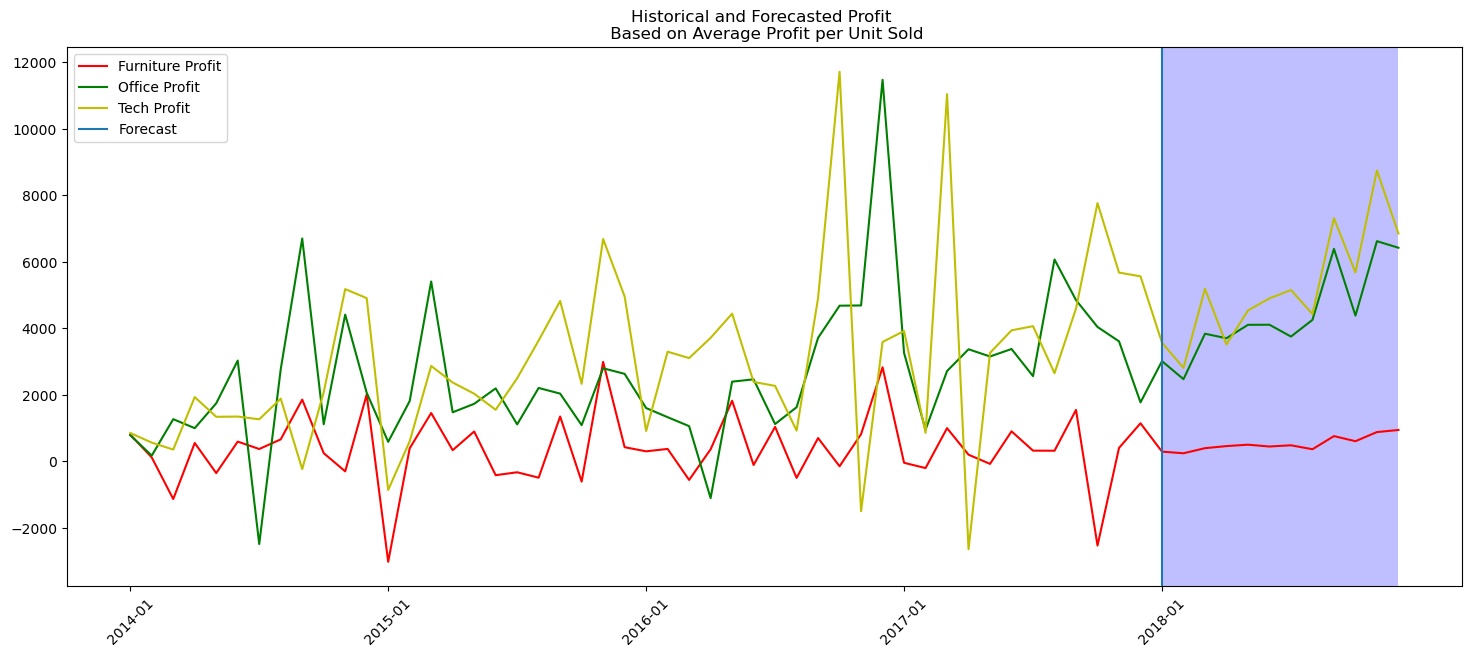 Historical and Forecasted Profit
Based on Average Profit per Unit Sold
12000
10000
8000
6000
4000
2000
0
−2000
Furniture Profit
Office Profit
Tech Profit
Forecast
2014-01
2015-01
2016-01
2017-01
2018-01